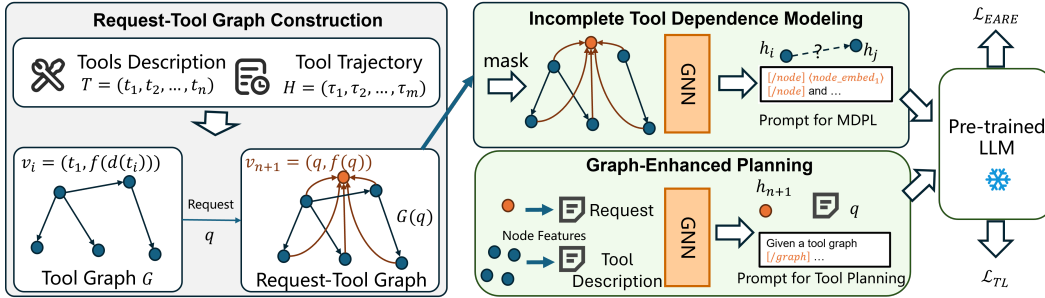 Request-Tool Graph Construction
Tools Description
T = (t₁, t₂, ..., tₙ)
Tool Trajectory
H = (τ₁, τ₂, ..., τₘ)
vᵢ = (t₁, f(d(tᵢ)))
Tool Graph G
Request
q
vₙ₊₁ = (q, f(q))
G(q)
Request-Tool Graph
Incomplete Tool Dependence Modeling
mask
GNN
hᵢ
?
hⱼ
[/node] ⟨node_embed₁⟩
[/node] and ...
Prompt for MDPL
Graph-Enhanced Planning
Request
Node Features
Tool
Description
GNN
hₙ₊₁
q
Given a tool graph
[/graph] ...
Prompt for Tool Planning
ℒ_EARE
Pre-trained
LLM
ℒ_TL